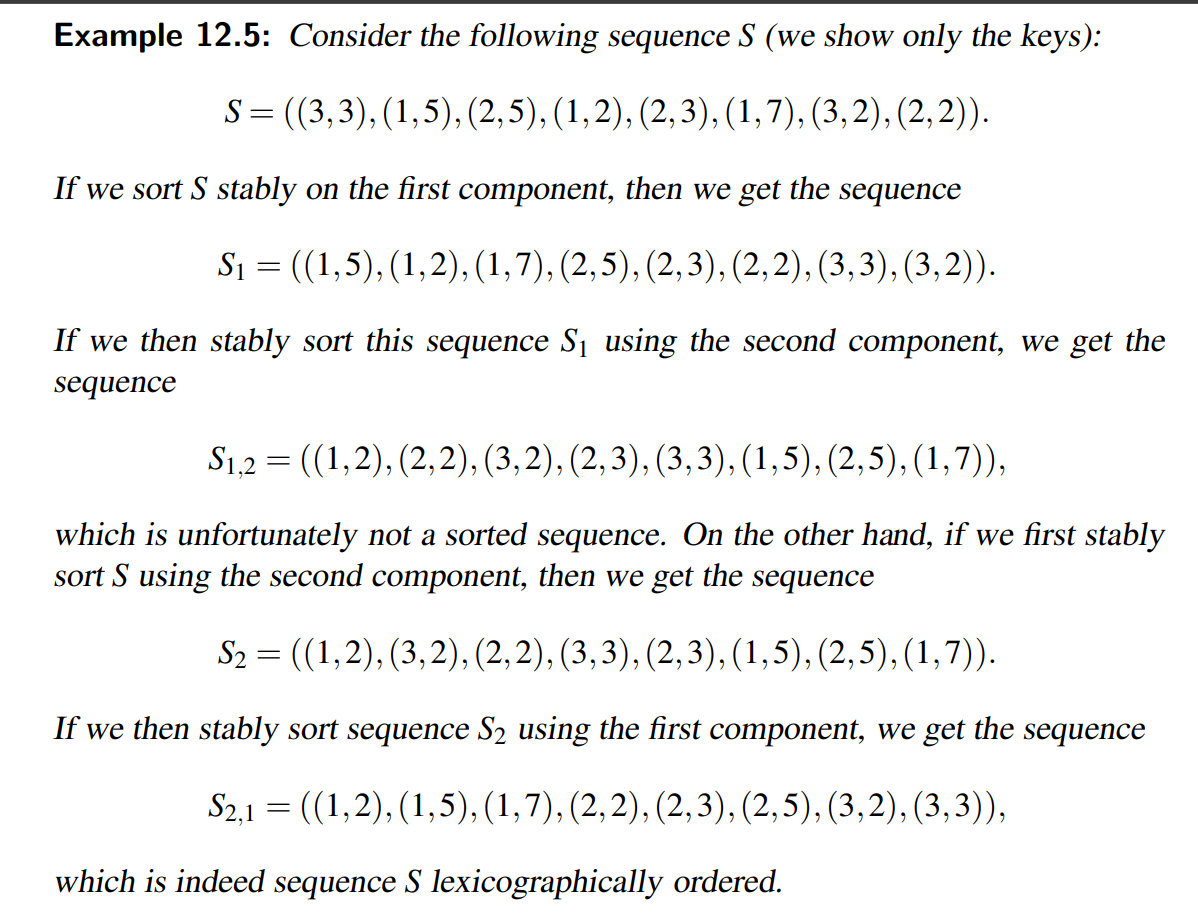 Example 12.5: Consider the following sequence S (we show only the keys):
S = ((3,3),(1,5),(2,5),(1,2),(2,3),(1,7),(3,2),(2,2)).
If we sort S stably on the first component, then we get the sequence
S₁ = ((1,5),(1,2),(1,7),(2,5),(2,3),(2,2),(3,3),(3,2)).
If we then stably sort this sequence S₁ using the second component, we get the
sequence
S₁,₂ = ((1,2),(2,2),(3,2),(2,3),(3,3),(1,5),(2,5),(1,7)),
which is unfortunately not a sorted sequence. On the other hand, if we first stably
sort S using the second component, then we get the sequence
S₂ = ((1,2),(3,2),(2,2),(3,3),(2,3),(1,5),(2,5),(1,7)).
If we then stably sort sequence S₂ using the first component, we get the sequence
S₂,₁ = ((1,2),(1,5),(1,7),(2,2),(2,3),(2,5),(3,2),(3,3)),
which is indeed sequence S lexicographically ordered.